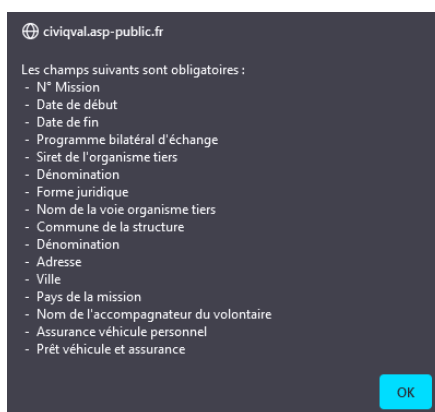 civiqval.asp-public.fr
Les champs suivants sont obligatoires :
- N° Mission
- Date de début
- Date de fin
- Programme bilatéral d'échange
- Siret de l'organisme tiers
- Dénomination
- Forme juridique
- Nom de la voie organisme tiers
- Commune de la structure
- Dénomination
- Adresse
- Ville
- Pays de la mission
- Nom de l'accompagnateur du volontaire
- Assurance véhicule personnel
- Prêt véhicule et assurance
OK